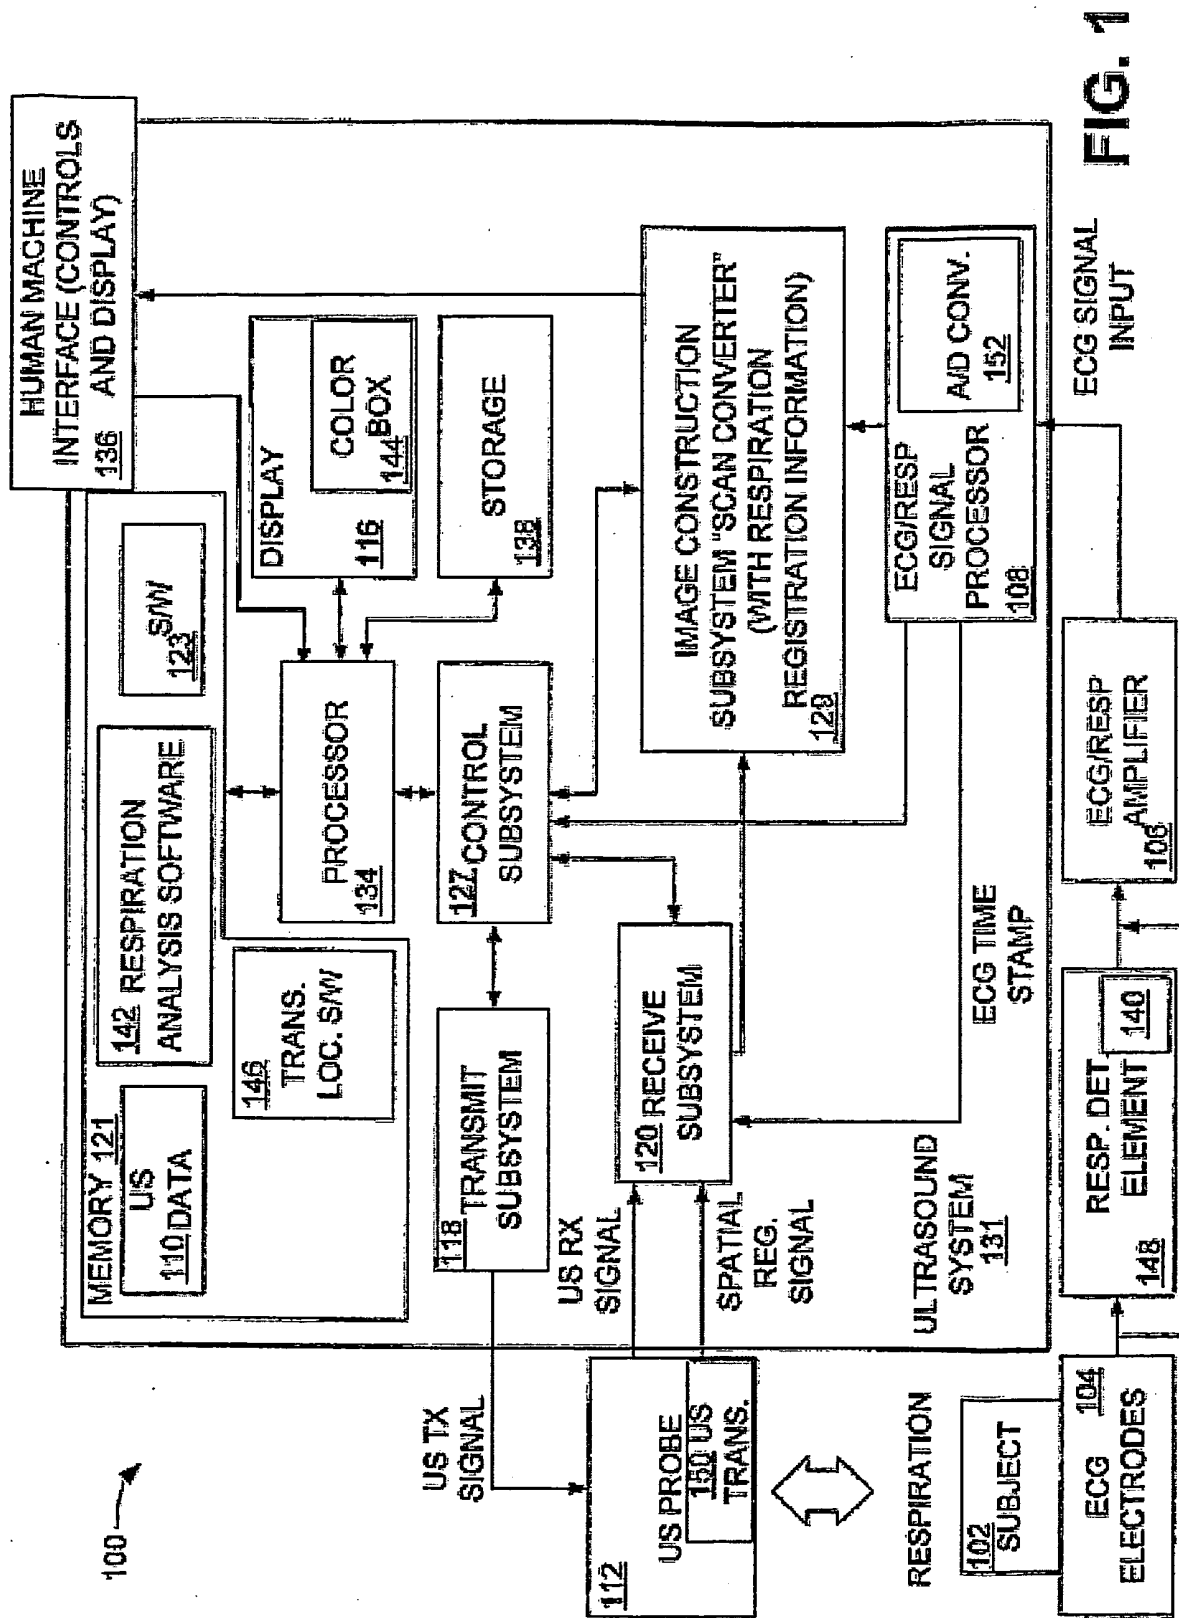 100
HUMAN MACHINE
INTERFACE (CONTROLS
136 AND DISPLAY)
MEMORY 121
US
110 DATA
142 RESPIRATION
ANALYSIS SOFTWARE
S/W
123
146 TRANS.
LOC. S/W
PROCESSOR
134
DISPLAY
116
COLOR
BOX
144
STORAGE
138
118 TRANSMIT
SUBSYSTEM
127 CONTROL
SUBSYSTEM
US TX
SIGNAL
US RX
SIGNAL
120 RECEIVE
SUBSYSTEM
SPATIAL
REG.
SIGNAL
IMAGE CONSTRUCTION
SUBSYSTEM "SCAN CONVERTER"
(WITH RESPIRATION
REGISTRATION INFORMATION)
129
112
US PROBE
150 US
TRANS.
ECG/RESP
SIGNAL
PROCESSOR
108
A/D CONV.
152
ULTRASOUND
SYSTEM
131
ECG TIME
STAMP
RESPIRATION
102
SUBJECT
ECG 104
ELECTRODES
RESP. DET
ELEMENT
140
148
ECG/RESP
AMPLIFIER
106
ECG SIGNAL
INPUT
FIG. 1